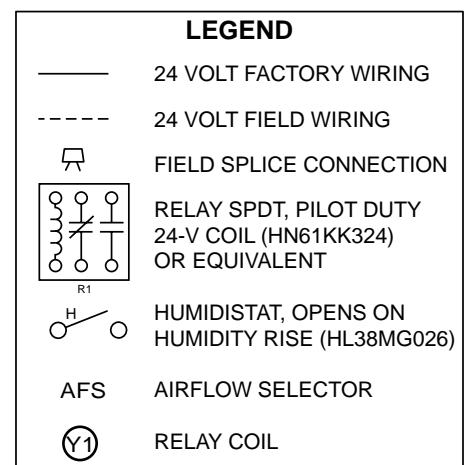 LEGEND
24 VOLT FACTORY WIRING
24 VOLT FIELD WIRING
FIELD SPLICE CONNECTION
RELAY SPDT, PILOT DUTY
24-V COIL (HN61KK324)
OR EQUIVALENT
R1
H
HUMIDISTAT, OPENS ON
HUMIDITY RISE (HL38MG026)
AFS AIRFLOW SELECTOR
Y1 RELAY COIL